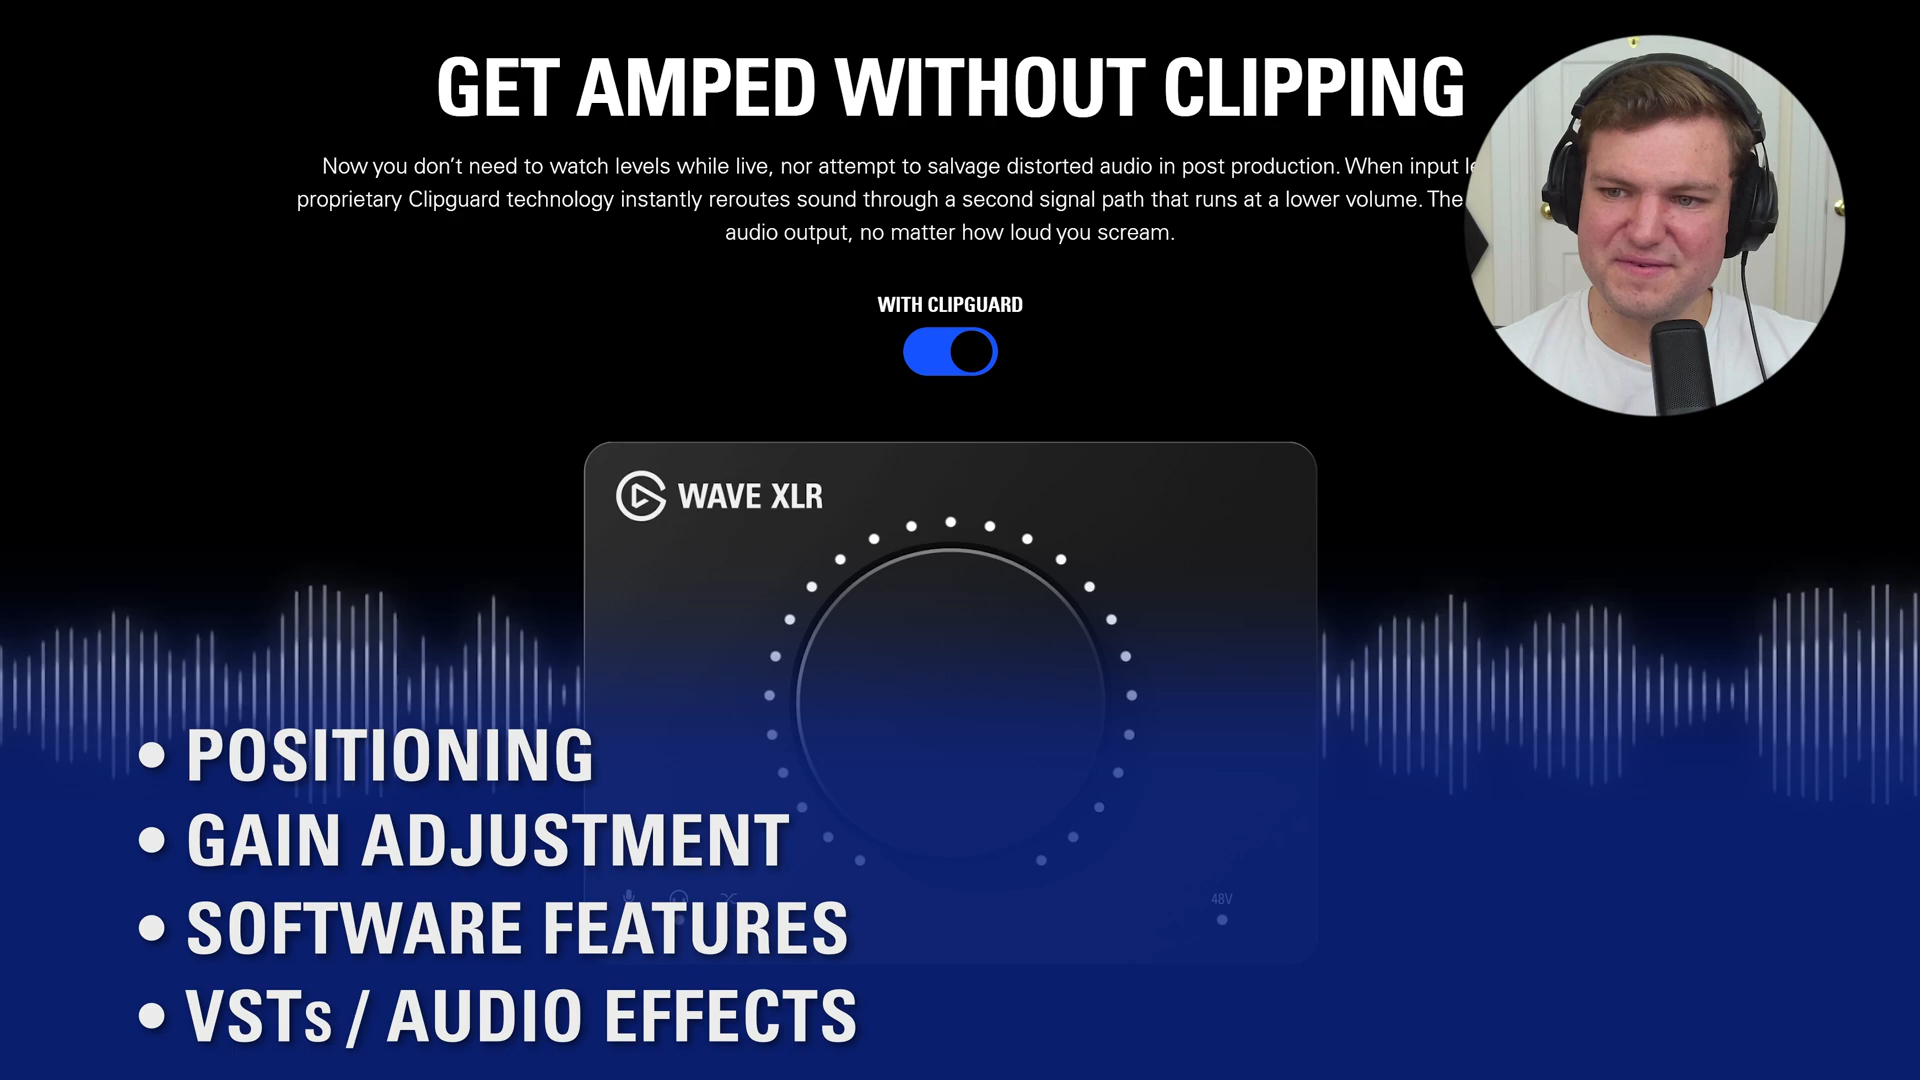 GET AMPED WITHOUT CLIPPING
Now you don’t need to watch levels while live, nor attempt to salvage distorted audio in post production. When input
proprietary Clipguard technology instantly reroutes sound through a second signal path that runs at a lower volume. The
audio output, no matter how loud you scream.
WITH CLIPGUARD
WAVE XLR
• POSITIONING
• GAIN ADJUSTMENT
48V
• SOFTWARE FEATURES
• VSTs / AUDIO EFFECTS